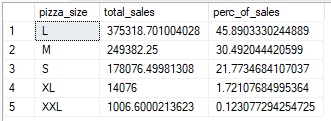 pizza_size total_sales perc_of_sales
1 L 375318.701004028 45.8903330244889
2 M 249382.25 30.492044420599
3 S 178076.49981308 21.7734684107037
4 XL 14076 1.72107684995364
5 XXL 1006.6000213623 0.123077294254725